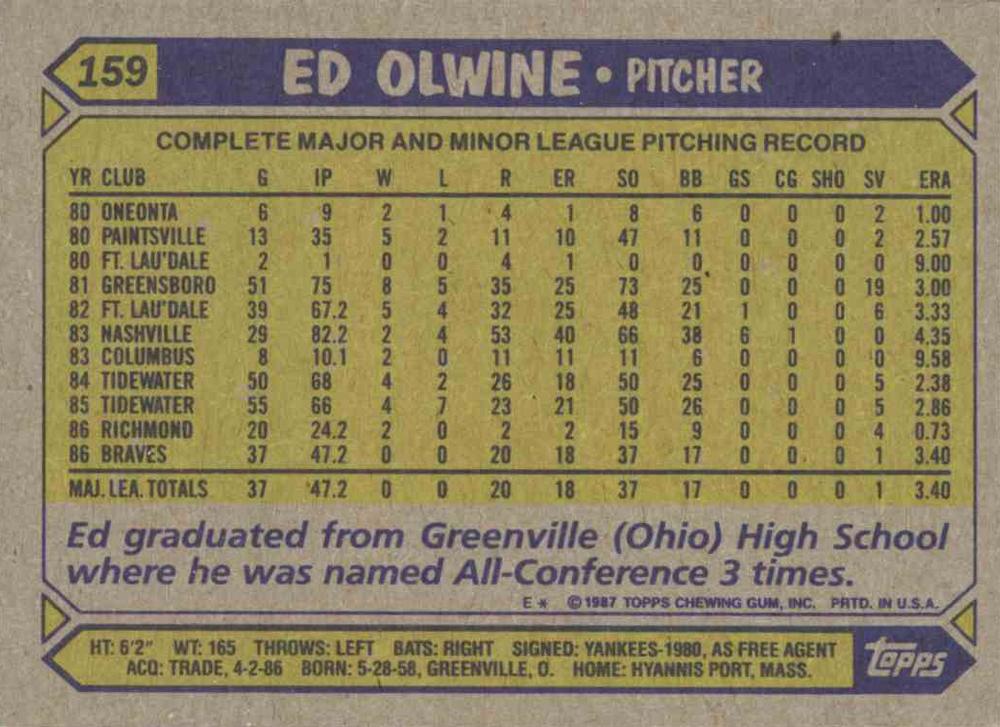 159 ED OLWINE • PITCHER
COMPLETE MAJOR AND MINOR LEAGUE PITCHING RECORD
YR CLUB G IP W L R ER SO BB GS CG SHO SV ERA
80 ONEONTA 6 9 2 1 4 1 8 6 0 0 0 2 1.00
80 PAINTSVILLE 13 35 5 2 11 10 47 11 0 0 0 2 2.57
80 FT. LAU'DALE 2 1 0 0 4 1 0 0 0 0 0 0 9.00
81 GREENSBORO 51 75 8 5 35 25 73 25 0 0 0 19 3.00
82 FT. LAU'DALE 39 67.2 5 4 32 25 48 21 1 0 0 6 3.33
83 NASHVILLE 29 82.2 2 4 53 40 66 38 6 1 0 0 4.35
83 COLUMBUS 8 10.1 2 0 11 11 11 6 0 0 0 0 9.58
84 TIDEWATER 50 68 4 2 26 18 50 25 0 0 0 5 2.38
85 TIDEWATER 55 66 4 7 23 21 50 26 0 0 0 5 2.86
86 RICHMOND 20 24.2 2 0 2 2 15 9 0 0 0 4 0.73
86 BRAVES 37 47.2 0 0 20 18 37 17 0 0 0 1 3.40
MAJ. LEA. TOTALS 37 47.2 0 0 20 18 37 17 0 0 0 1 3.40
Ed graduated from Greenville (Ohio) High School
where he was named All-Conference 3 times.
E * © 1987 TOPPS CHEWING GUM, INC. PRTD. IN U.S.A.
HT: 6'2" WT: 165 THROWS: LEFT BATS: RIGHT SIGNED: YANKEES-1980, AS FREE AGENT
ACQ: TRADE, 4-2-86 BORN: 5-28-58, GREENVILLE, O. HOME: HYANNIS PORT, MASS.
topps